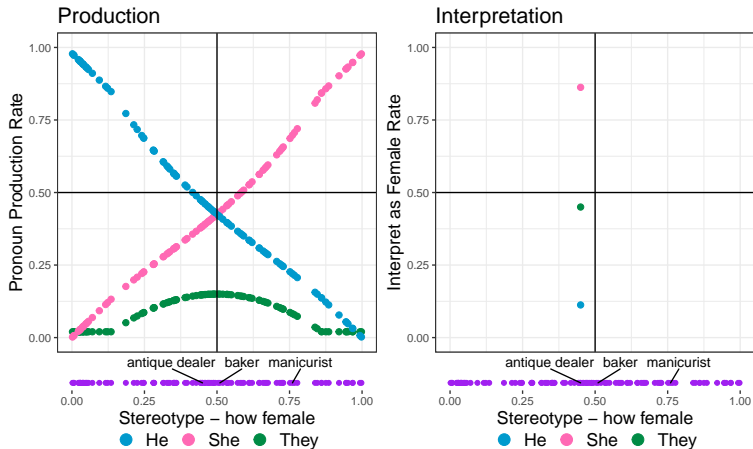 Production
Pronoun Production Rate
1.00
0.75
0.50
0.25
0.00
antique dealer baker manicurist
0.00 0.25 0.50 0.75 1.00
Stereotype − how female
He She They
Interpretation
Interpret as Female Rate
1.00
0.75
0.50
0.25
0.00
antique dealer baker manicurist
0.00 0.25 0.50 0.75 1.00
Stereotype − how female
He She They